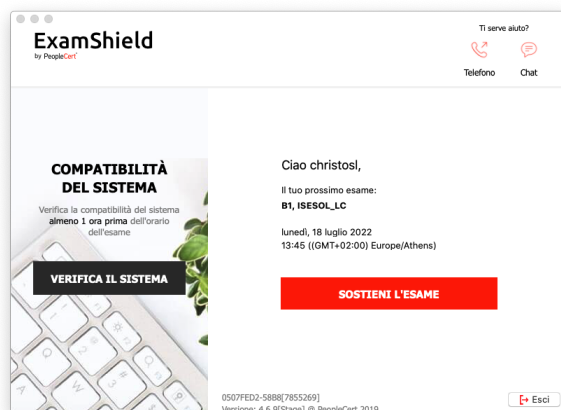 ExamShield
by PeopleCert
Ti serve aiuto?
Telefono
Chat
COMPATIBILITÀ
DEL SISTEMA
Verifica la compatibilità del sistema
almeno 1 ora prima dell'orario
dell'esame
VERIFICA IL SISTEMA
Ciao christosl,
Il tuo prossimo esame:
B1, ISESOL_LC
lunedì, 18 luglio 2022
13:45 ((GMT+02:00) Europe/Athens)
SOSTIENI L'ESAME
0507FED2-58B8[7855269]
Versione: 4.6.9[Stage] @ PeopleCert 2019
Esci